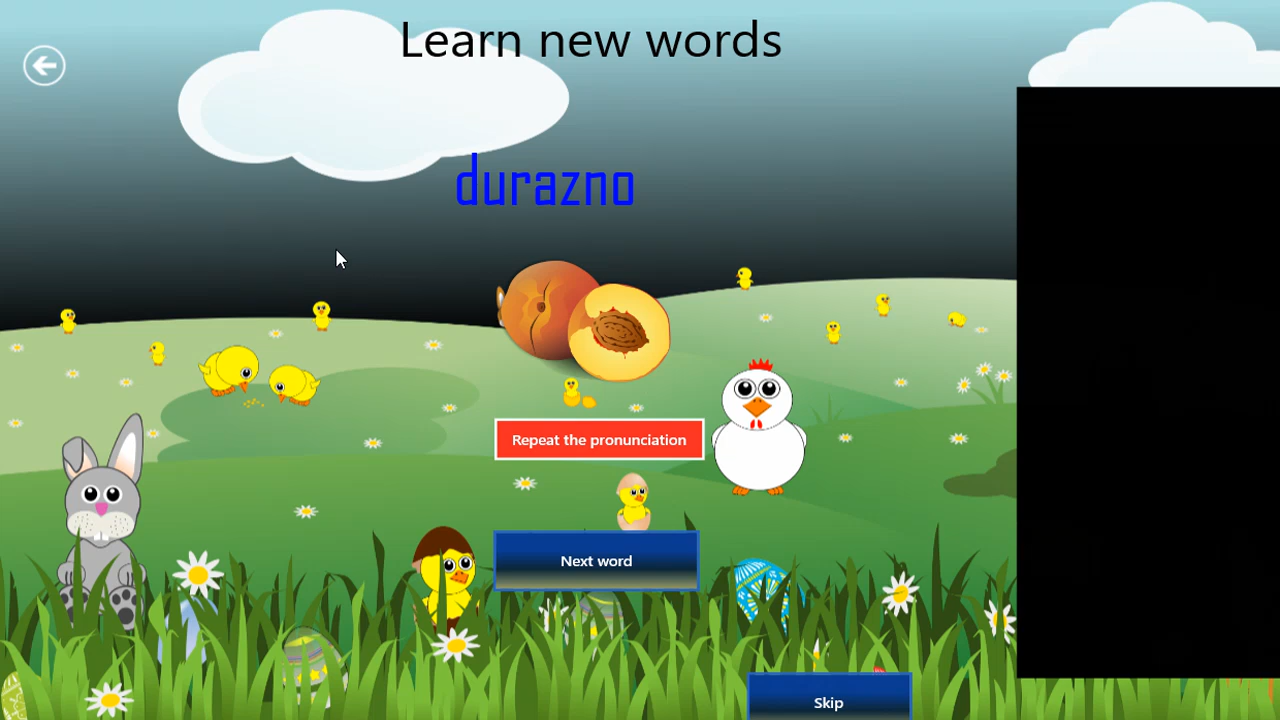 Learn new words
durazno
Repeat the pronunciation
Next word
Skip